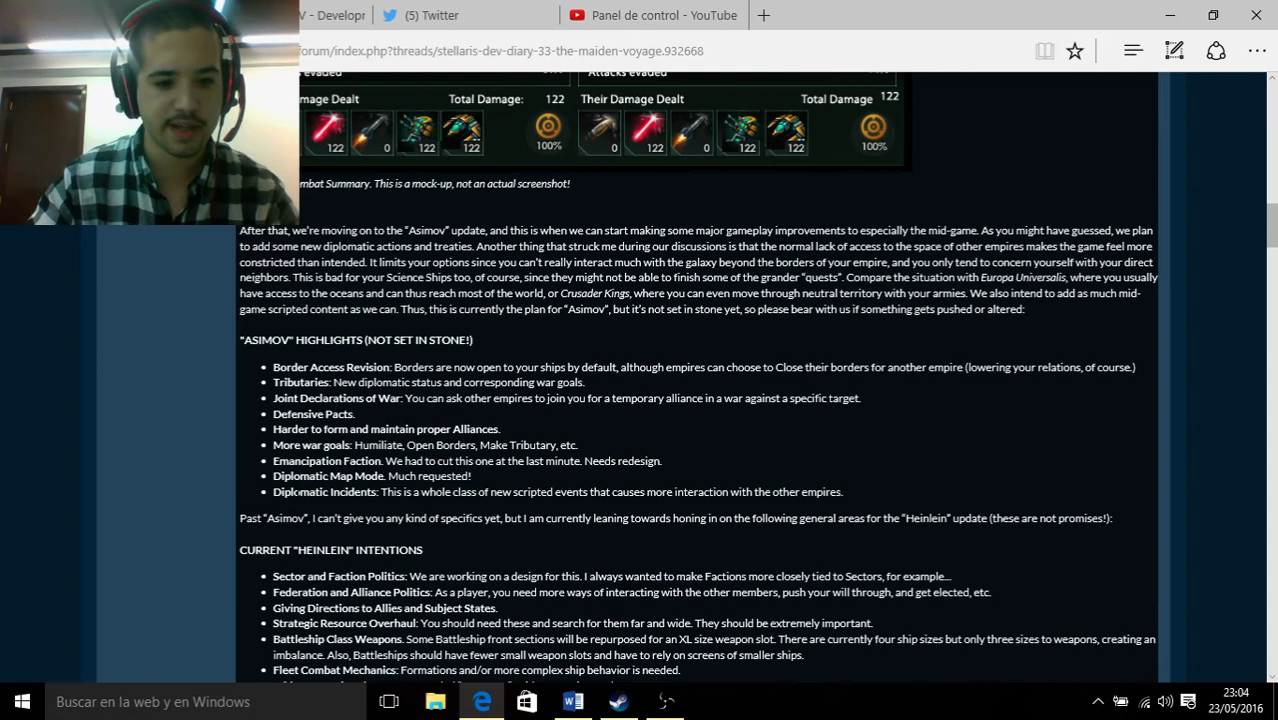 V - Developr
(5) Twitter
Panel de control - YouTube
forum/index.php?threads/stellaris-dev-diary-33-the-maiden-voyage.932668
Attacks evaded
mage Dealt Total Damage: 122 Their Damage Dealt Total Damage 122
122 0 122 122 100% 0 122 0 122 122 100%
mbat Summary. This is a mock-up, not an actual screenshot!
After that, we're moving on to the "Asimov" update, and this is when we can start making some major gameplay improvements to especially the mid-game. As you might have guessed, we plan
to add some new diplomatic actions and treaties. Another thing that struck me during our discussions is that the normal lack of access to the space of other empires makes the game feel more
constricted than intended. It limits your options since you can't really interact much with the galaxy beyond the borders of your empire, and you only tend to concern yourself with your direct
neighbors. This is bad for your Science Ships too, of course, since they might not be able to finish some of the grander "quests". Compare the situation with Europa Universalis, where you usually
have access to the oceans and can thus reach most of the world, or Crusader Kings, where you can even move through neutral territory with your armies. We also intend to add as much mid-
game scripted content as we can. Thus, this is currently the plan for "Asimov", but it's not set in stone yet, so please bear with us if something gets pushed or altered:
"ASIMOV" HIGHLIGHTS (NOT SET IN STONE!)
• Border Access Revision: Borders are now open to your ships by default, although empires can choose to Close their borders for another empire (lowering your relations, of course.)
• Tributaries: New diplomatic status and corresponding war goals.
• Joint Declarations of War: You can ask other empires to join you for a temporary alliance in a war against a specific target.
• Defensive Pacts.
• Harder to form and maintain proper Alliances.
• More war goals: Humiliate, Open Borders, Make Tributary, etc.
• Emancipation Faction. We had to cut this one at the last minute. Needs redesign.
• Diplomatic Map Mode. Much requested!
• Diplomatic Incidents: This is a whole class of new scripted events that causes more interaction with the other empires.
Past "Asimov", I can't give you any kind of specifics yet, but I am currently leaning towards honing in on the following general areas for the "Heinlein" update (these are not promises!):
CURRENT "HEINLEIN" INTENTIONS
• Sector and Faction Politics: We are working on a design for this. I always wanted to make Factions more closely tied to Sectors, for example...
• Federation and Alliance Politics: As a player, you need more ways of interacting with the other members, push your will through, and get elected, etc.
• Giving Directions to Allies and Subject States.
• Strategic Resource Overhaul: You should need these and search for them far and wide. They should be extremely important.
• Battleship Class Weapons. Some Battleship front sections will be repurposed for an XL size weapon slot. There are currently four ship sizes but only three sizes to weapons, creating an
imbalance. Also, Battleships should have fewer small weapon slots and have to rely on screens of smaller ships.
• Fleet Combat Mechanics: Formations and/or more complex ship behavior is needed.
Buscar en la web y en Windows
23:04
23/05/2016